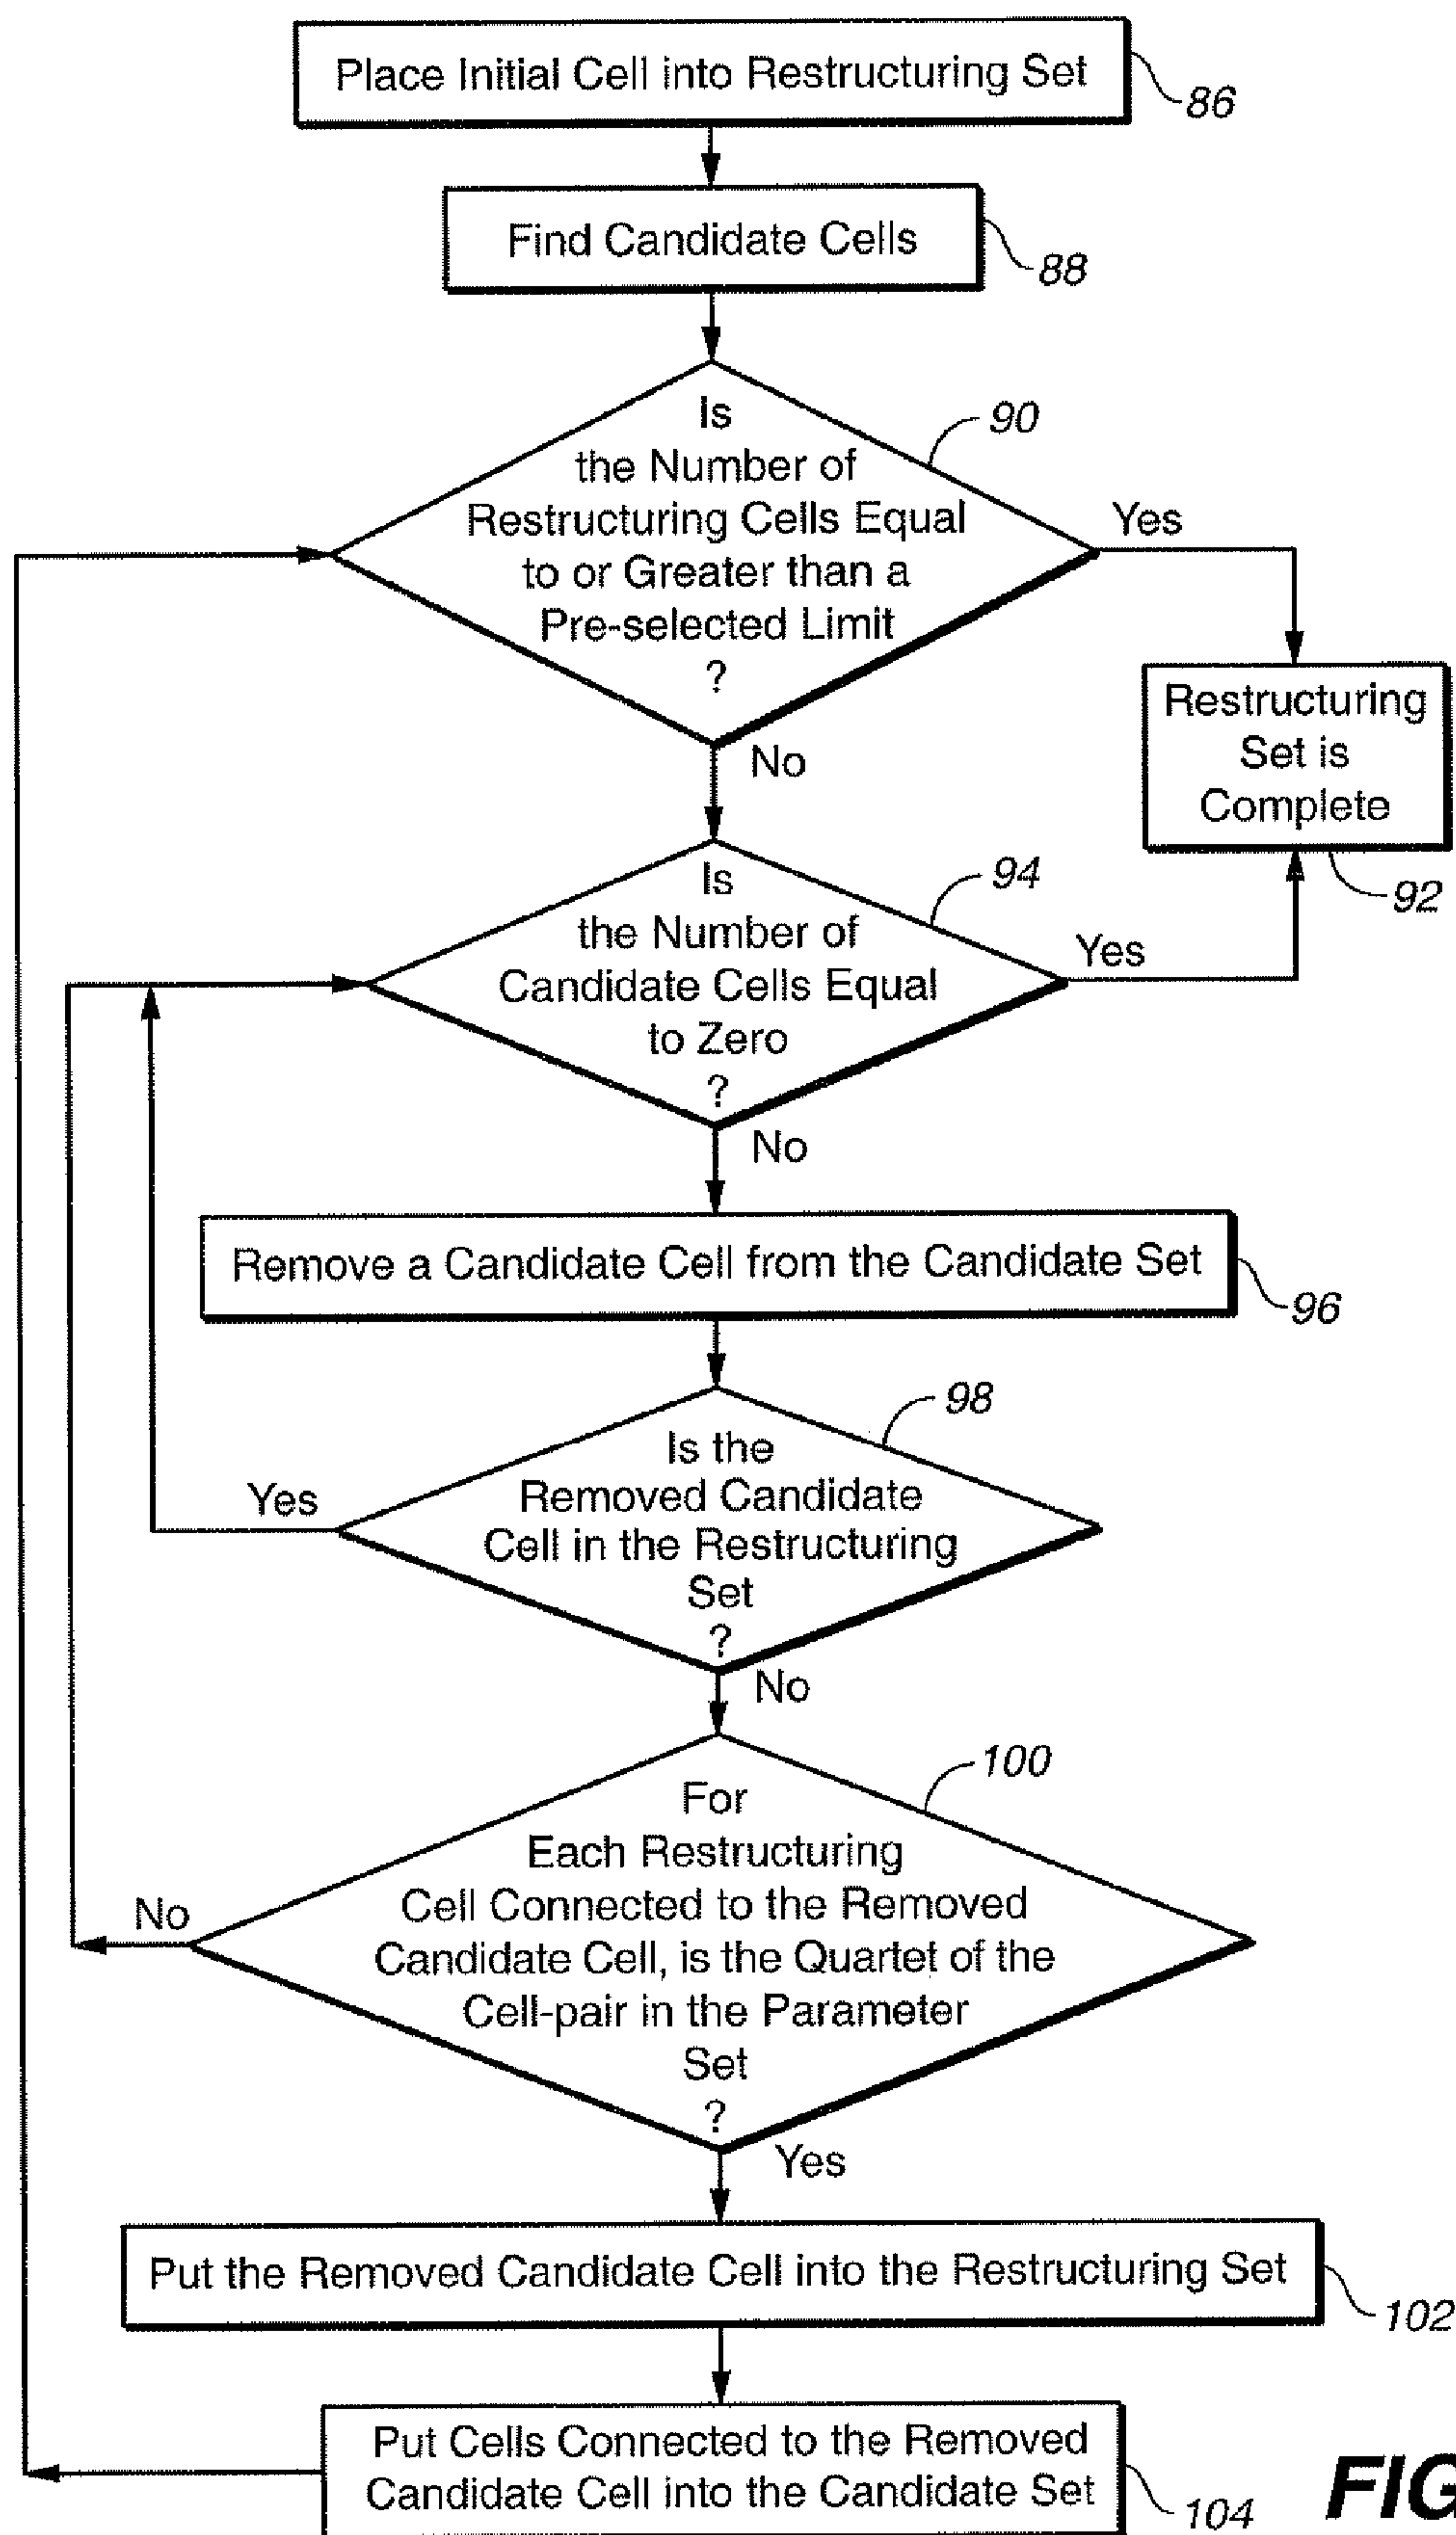 Place Initial Cell into Restructuring Set
86
Find Candidate Cells
88
Is
the Number of
Restructuring Cells Equal
to or Greater than a
Pre-selected Limit
?
90
Yes
No
Restructuring
Set is
Complete
92
Is
the Number of
Candidate Cells Equal
to Zero
?
94
Yes
No
Remove a Candidate Cell from the Candidate Set
96
Is the
Removed Candidate
Cell in the Restructuring
Set
?
98
Yes
No
For
Each Restructuring
Cell Connected to the Removed
Candidate Cell, is the Quartet of the
Cell-pair in the Parameter
Set
?
100
No
Yes
Put the Removed Candidate Cell into the Restructuring Set
102
Put Cells Connected to the Removed
Candidate Cell into the Candidate Set
104
FIG